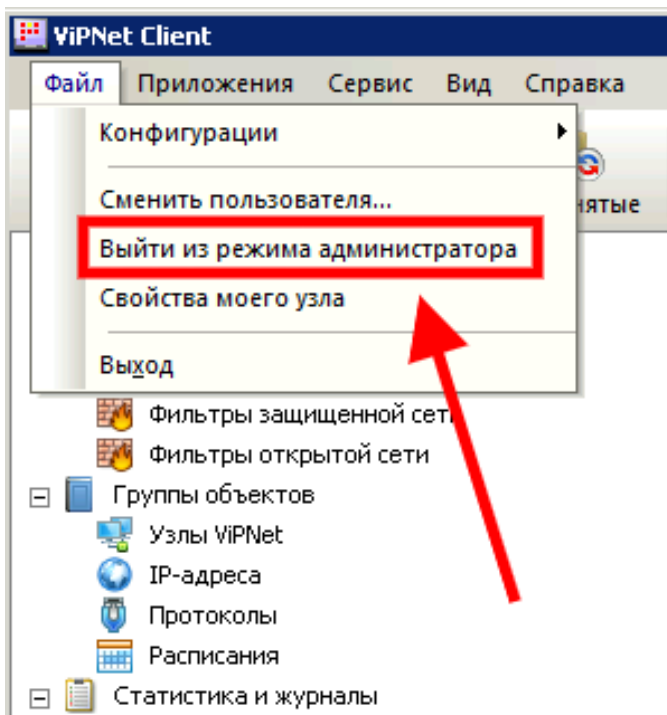 ViPNet Client
Файл Приложения Сервис Вид Справка
Конфигурации
Сменить пользователя...
нятые
Выйти из режима администратора
Свойства моего узла
Выход
Фильтры защищенной сети
Фильтры открытой сети
Группы объектов
Узлы ViPNet
IP-адреса
Протоколы
Расписания
Статистика и журналы